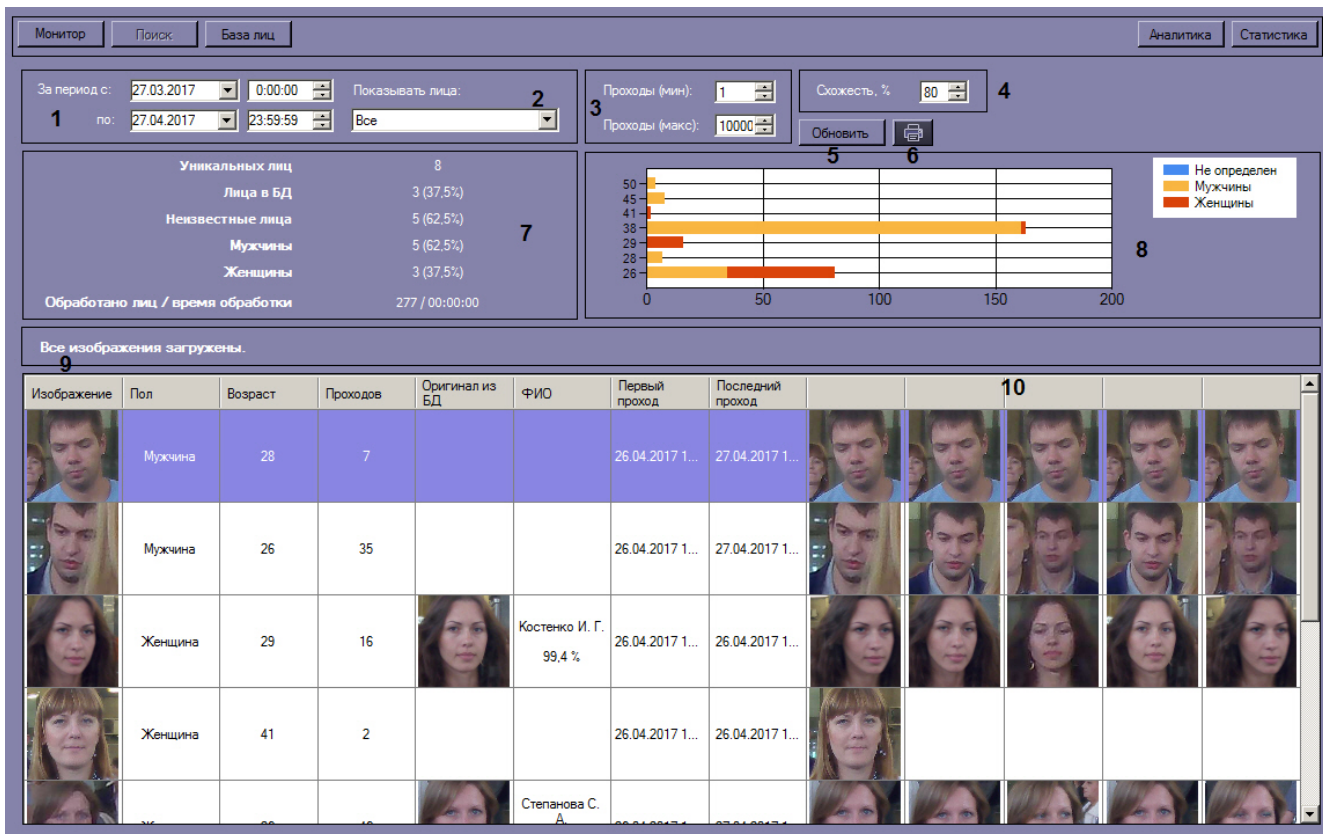 Монитор Поиск База лиц Аналитика Статистика
За период с: 27.03.2017 0:00:00 Показывать лица: 2 Проходы (мин): 1 Схожесть, % 80 4
1 по: 27.04.2017 23:59:59 Все 3 Проходы (макс): 10000 Обновить
5 6
Уникальных лиц 8
Лица в БД 3 (37,5%)
Неизвестные лица 5 (62,5%)
Мужчины 5 (62,5%)
Женщины 3 (37,5%)
Обработано лиц / время обработки 277 / 00:00:00
7
50
45
41
38
29
28
26
0 50 100 150 200
Не определен
Мужчины
Женщины
8
Все изображения загружены.
9 10
Изображение Пол Возраст Проходов Оригинал из БД ФИО Первый проход Последний проход
Мужчина 28 7 26.04.2017 1... 27.04.2017 1...
Мужчина 26 35 26.04.2017 1... 27.04.2017 1...
Женщина 29 16 Костенко И. Г. 99,4 % 26.04.2017 1... 26.04.2017 1...
Женщина 41 2 26.04.2017 1... 26.04.2017 1...
Степанова С.
А.